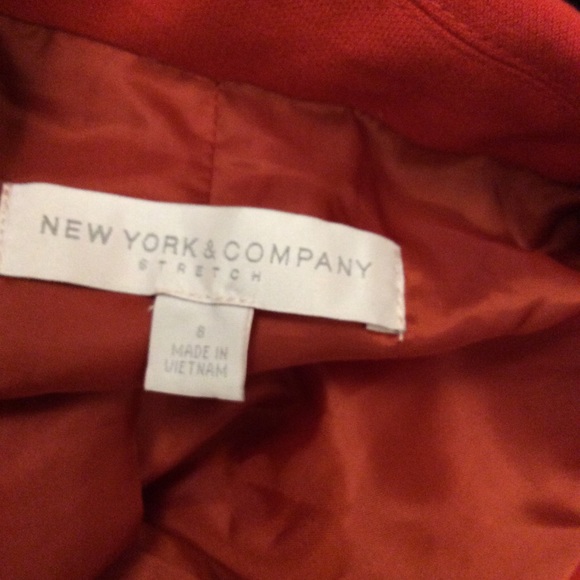 NEW YORK & COMPANY
STRETCH
8
MADE IN
VIETNAM